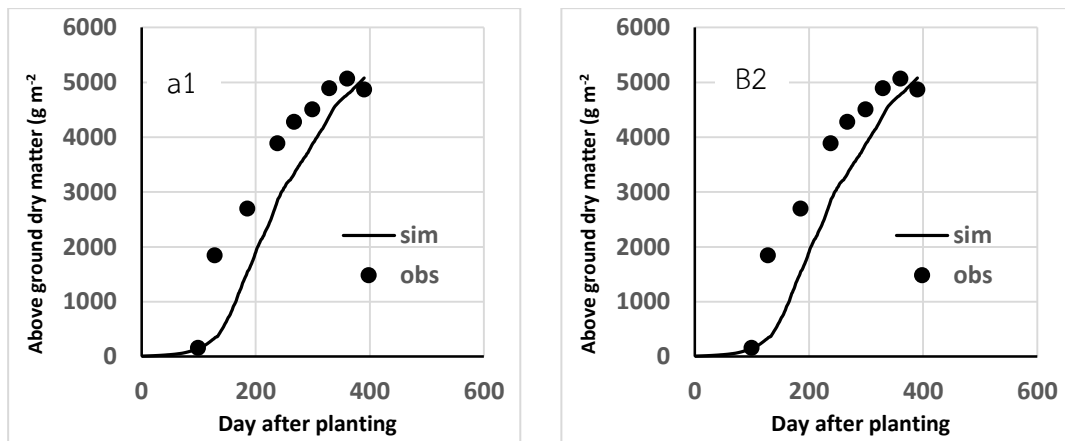 Above ground dry matter (g m⁻²
6000
5000
4000
3000
2000
1000
0
a1
sim
obs
0 200 400 600
Day after planting
Above ground dry matter (g m⁻²
6000
5000
4000
3000
2000
1000
0
B2
sim
obs
0 200 400 600
Day after planting